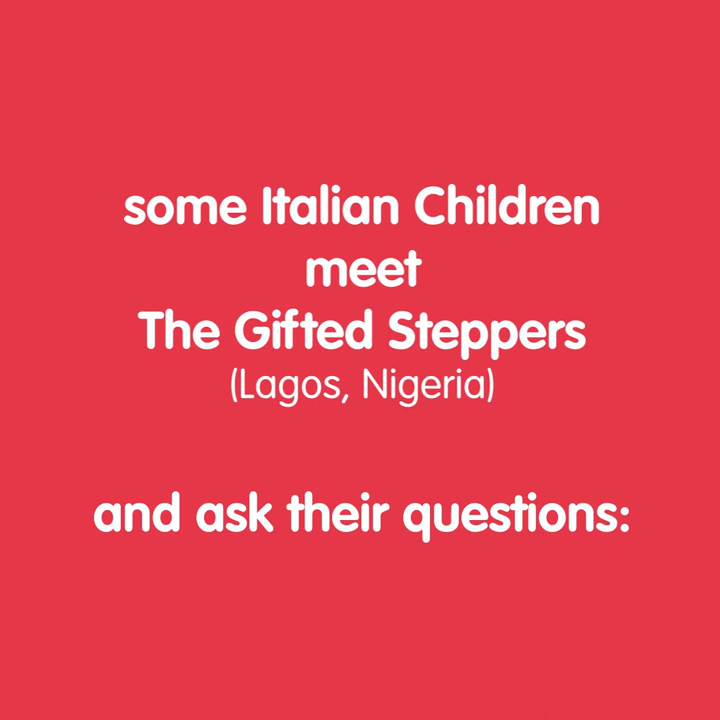 some Italian Children
meet
The Gifted Steppers
(Lagos, Nigeria)
and ask their questions: